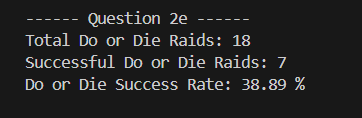 ------ Question 2e ------
Total Do or Die Raids: 18
Successful Do or Die Raids: 7
Do or Die Success Rate: 38.89 %